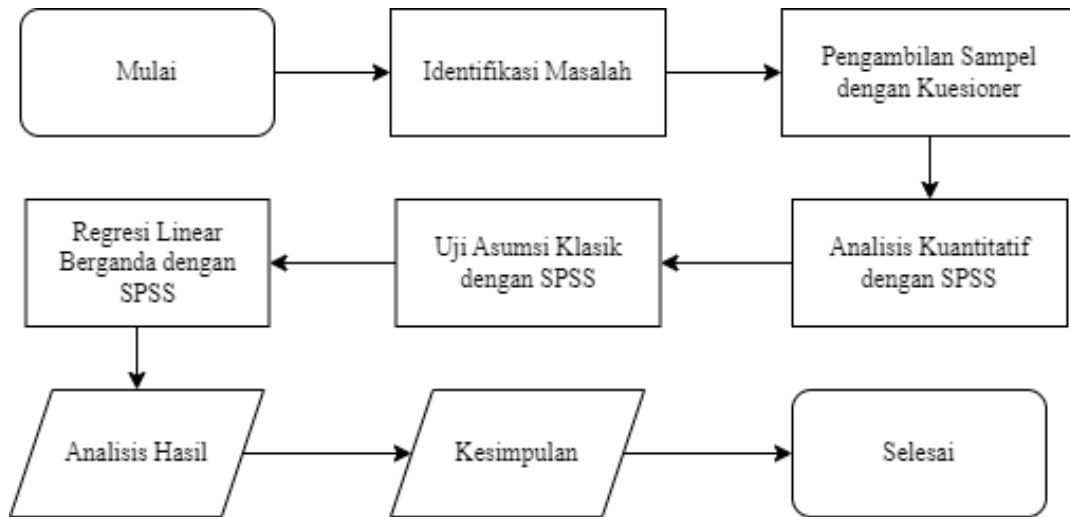 Mulai
Identifikasi Masalah
Pengambilan Sampel
dengan Kuesioner
Analisis Kuantitatif
dengan SPSS
Uji Asumsi Klasik
dengan SPSS
Regresi Linear
Berganda dengan
SPSS
Analisis Hasil
Kesimpulan
Selesai